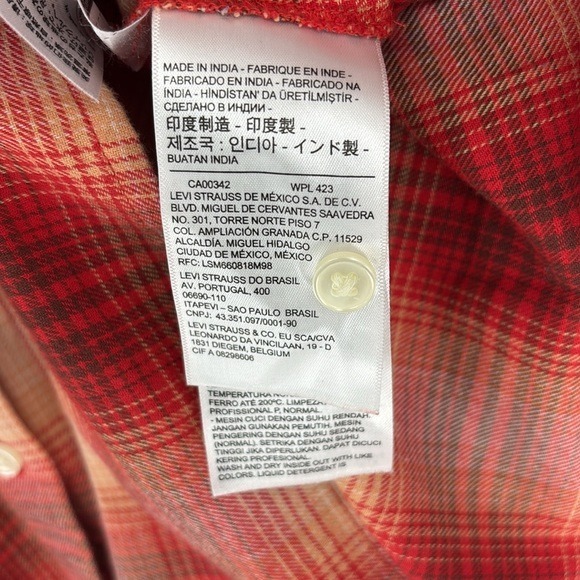 MADE IN INDIA - FABRIQUE EN INDE -
FABRICADO EN INDIA - FABRICADO NA
ÍNDIA - HİNDİSTAN' DA ÜRETİLMİŞTİR -
СДЕЛАНО В ИНДИИ -
印度制造 - 印度製 -
제조국 : 인디아 - インド製 -
BUATAN INDIA
CA00342 WPL 423
LEVI STRAUSS DE MÉXICO S.A. DE C.V.
BLVD. MIGUEL DE CERVANTES SAAVEDRA
NO. 301, TORRE NORTE PISO 7
COL. AMPLIACIÓN GRANADA C.P. 11529
ALCALDÍA. MIGUEL HIDALGO
CIUDAD DE MÉXICO, MÉXICO
RFC: LSM660818M98
LEVI STRAUSS DO BRASIL
AV. PORTUGAL, 400
06690-110
ITAPEVI – SAO PAULO BRASIL
CNPJ: 43.351.097/0001-90
LEVI STRAUSS & CO. EU SCA/CVA
LEONARDO DA VINCILAAN, 19 - D
1831 DIEGEM, BELGIUM
CIF A 08298606
TEMPERATURA
FERRO ATÉ 200ºC. LIMPEZA
PROFISSIONAL P, NORMAL.
- MESIN CUCI DENGAN SUHU RENDAH.
JANGAN GUNAKAN PEMUTIH. MESIN
PENGERING DENGAN SUHU SEDANG
(NORMAL). SETRIKA DENGAN SUHU
TINGGI JIKA DIPERLUKAN. DAPAT DICUCI
KERING PROFESIONAL.
WASH AND DRY INSIDE OUT WITH LIKE
COLORS. LIQUID DETERGENT IS